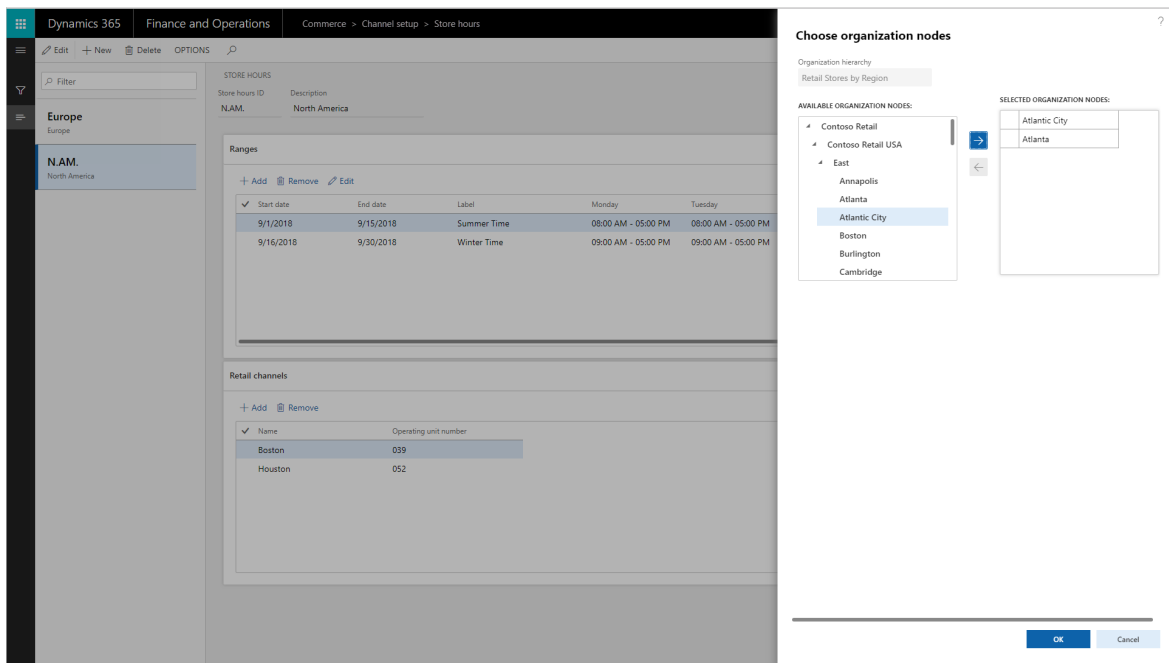 Dynamics 365 Finance and Operations Commerce > Channel setup > Store hours
?
Edit + New Delete OPTIONS
Filter
Europe
Europe
N.AM.
North America
STORE HOURS
Store hours ID Description
N.AM. North America
Ranges
+ Add Remove Edit
Start date End date Label Monday Tuesday
9/1/2018 9/15/2018 Summer Time 08:00 AM - 05:00 PM 08:00 AM - 05:00 PM
9/16/2018 9/30/2018 Winter Time 09:00 AM - 05:00 PM 09:00 AM - 05:00 PM
Retail channels
+ Add Remove
Name Operating unit number
Boston 039
Houston 052
Choose organization nodes
Organization hierarchy
Retail Stores by Region
AVAILABLE ORGANIZATION NODES:
Contoso Retail
Contoso Retail USA
East
Annapolis
Atlanta
Atlantic City
Boston
Burlington
Cambridge
SELECTED ORGANIZATION NODES:
Atlantic City
Atlanta
OK Cancel